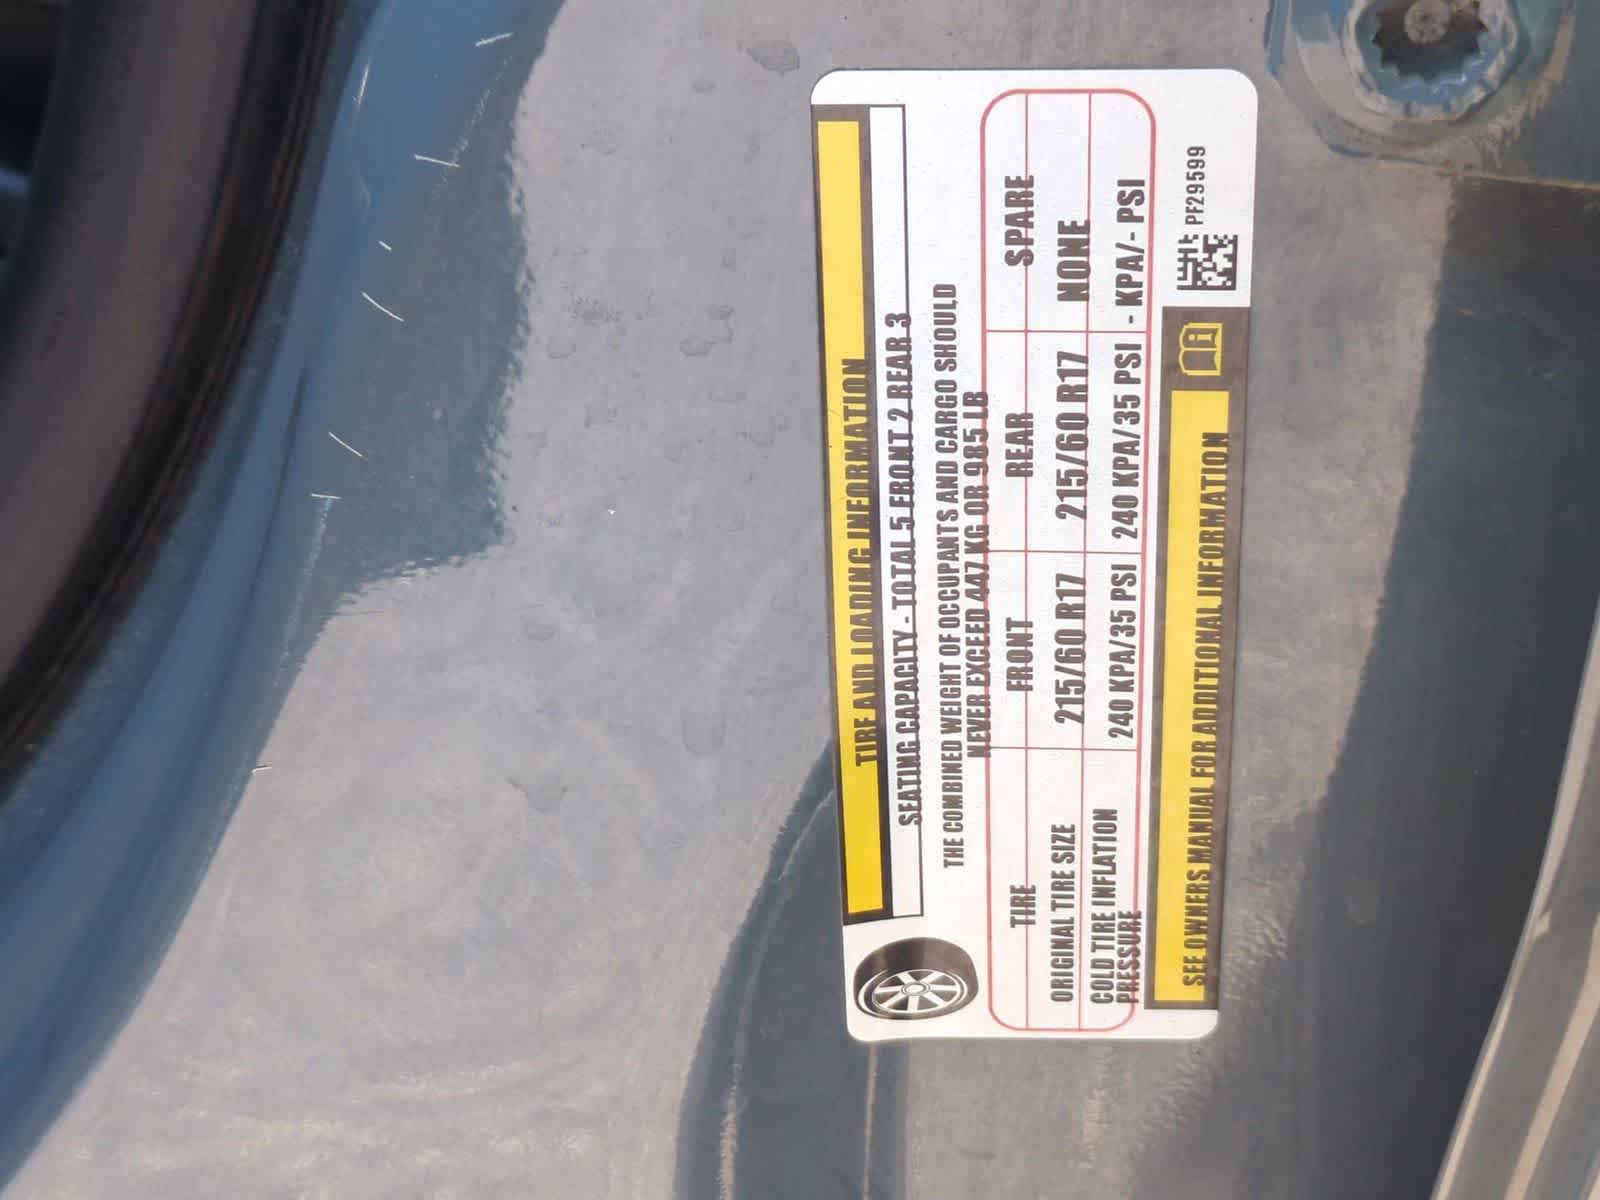 TIRE AND LOADING INFORMATION
SEATING CAPACITY - TOTAL 5 FRONT 2 REAR 3
THE COMBINED WEIGHT OF OCCUPANTS AND CARGO SHOULD
NEVER EXCEED 447 KG OR 985 LB
TIRE FRONT REAR SPARE
ORIGINAL TIRE SIZE 215/60 R17 215/60 R17 NONE
COLD TIRE INFLATION
PRESSURE 240 KPA/35 PSI 240 KPA/35 PSI - KPA/- PSI
SEE OWNERS MANUAL FOR ADDITIONAL INFORMATION
PF29599